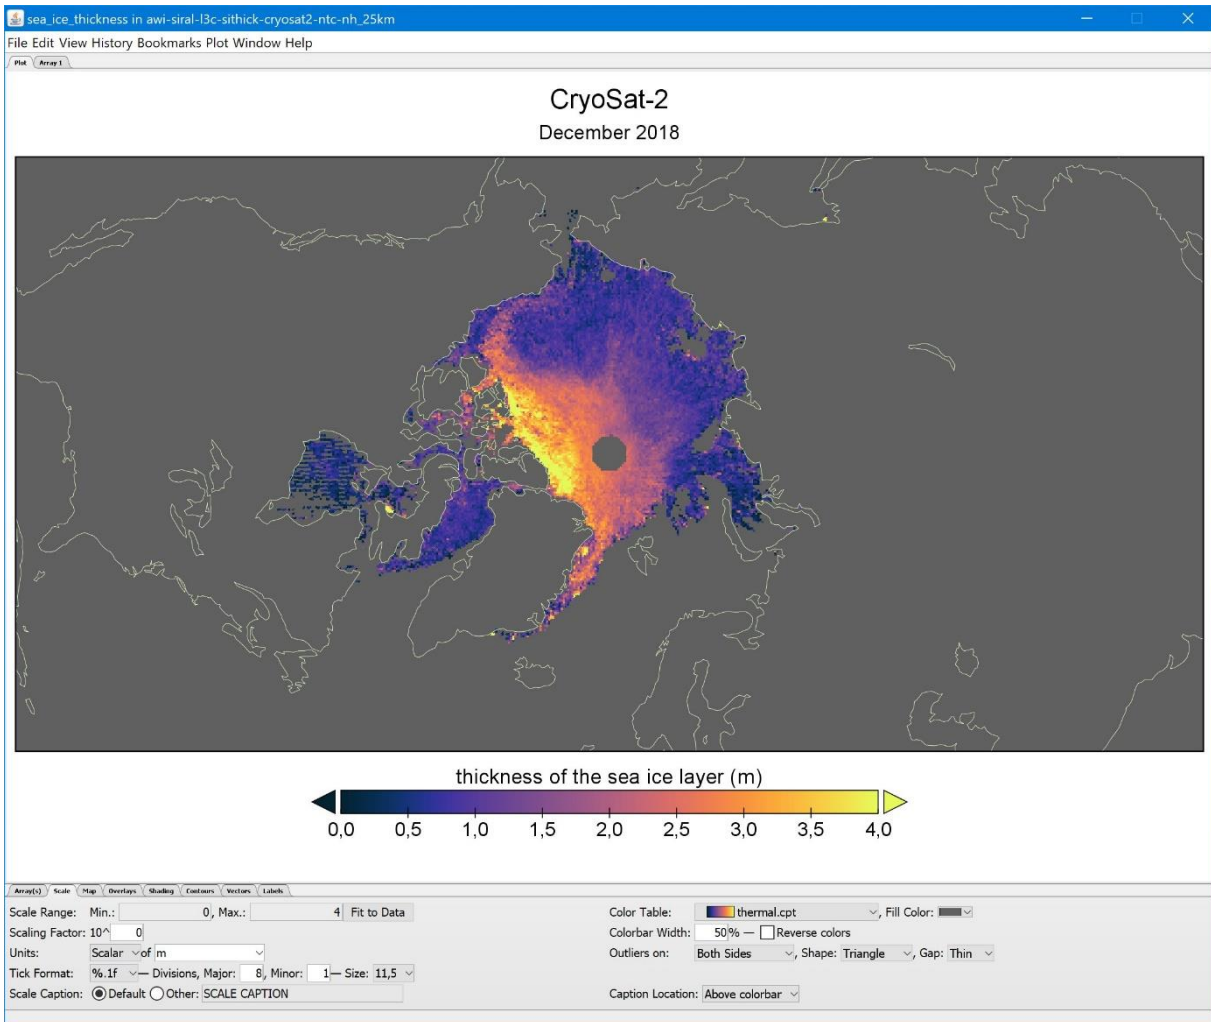 sea_ice_thickness in awi-siral-l3c-sithick-cryosat2-ntc-nh_25km
File Edit View History Bookmarks Plot Window Help
Plot Array 1
CryoSat-2
December 2018
thickness of the sea ice layer (m)
0,0 0,5 1,0 1,5 2,0 2,5 3,0 3,5 4,0
Array(s) Scale Map Overlays Shading Contours Vectors Labels
Scale Range: Min.: 0, Max.: 4 Fit to Data Color Table: thermal.cpt, Fill Color:
Scaling Factor: 10^ 0 Colorbar Width: 50 % — Reverse colors
Units: Scalar of m Outliers on: Both Sides, Shape: Triangle, Gap: Thin
Tick Format: %.1f — Divisions, Major: 8, Minor: 1 — Size: 11,5
Scale Caption: Default Other: SCALE CAPTION Caption Location: Above colorbar